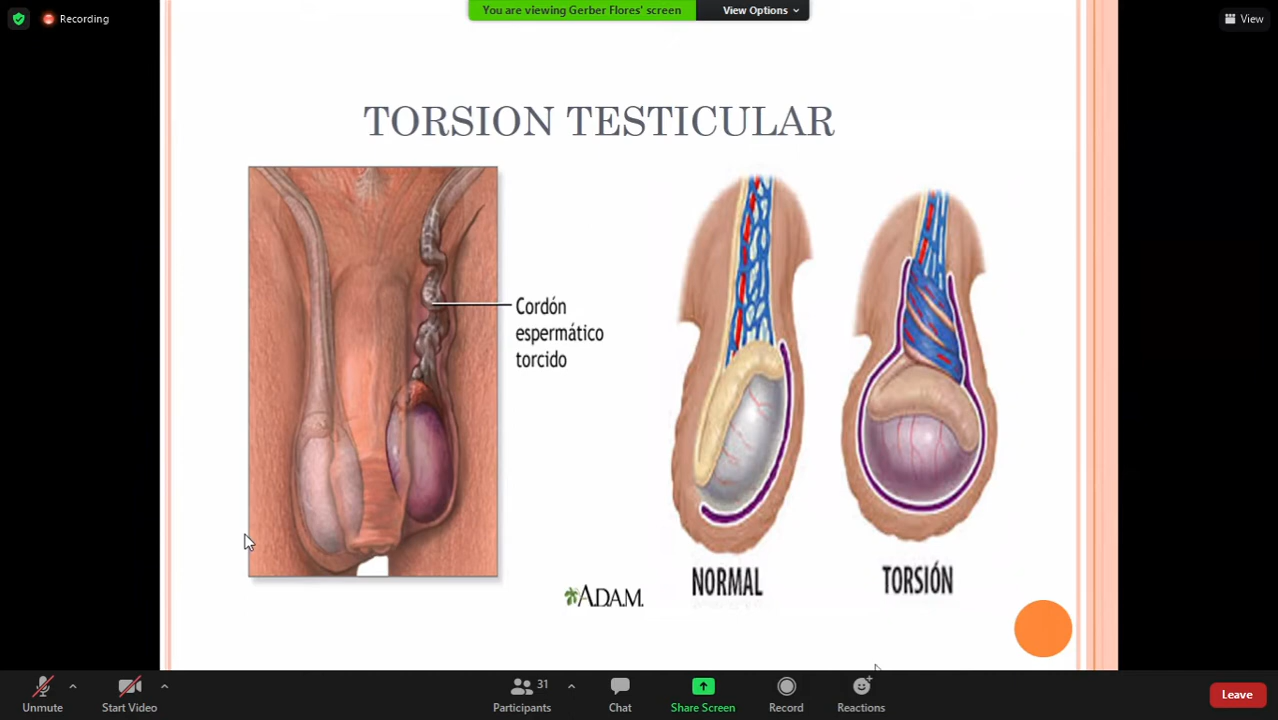 Recording
You are viewing Gerber Flores' screen
View Options
View
TORSION TESTICULAR
Cordón
espermático
torcido
A.D.A.M.
NORMAL
TORSIÓN
Unmute
Start Video
31
Participants
Chat
Share Screen
Record
Reactions
Leave